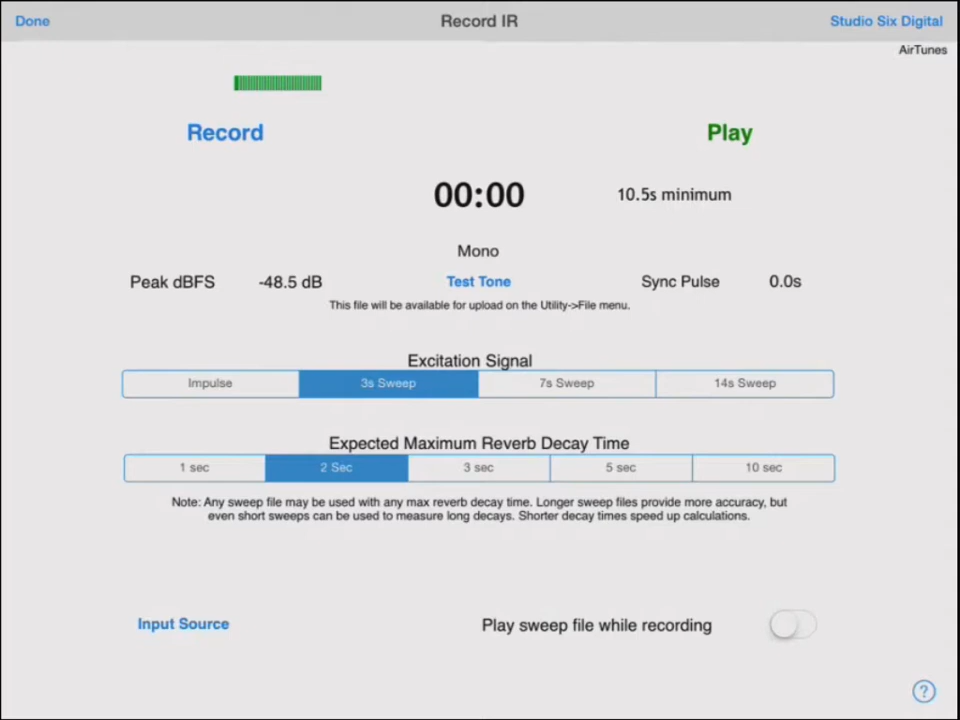 Done
Record IR
Studio Six Digital
AirTunes
Record
Play
00:00
10.5s minimum
Mono
Peak dBFS
-48.5 dB
Test Tone
Sync Pulse
0.0s
This file will be available for upload on the Utility->File menu.
Excitation Signal
Impulse
3s Sweep
7s Sweep
14s Sweep
Expected Maximum Reverb Decay Time
1 sec
2 Sec
3 sec
5 sec
10 sec
Note: Any sweep file may be used with any max reverb decay time. Longer sweep files provide more accuracy, but
even short sweeps can be used to measure long decays. Shorter decay times speed up calculations.
Input Source
Play sweep file while recording
?